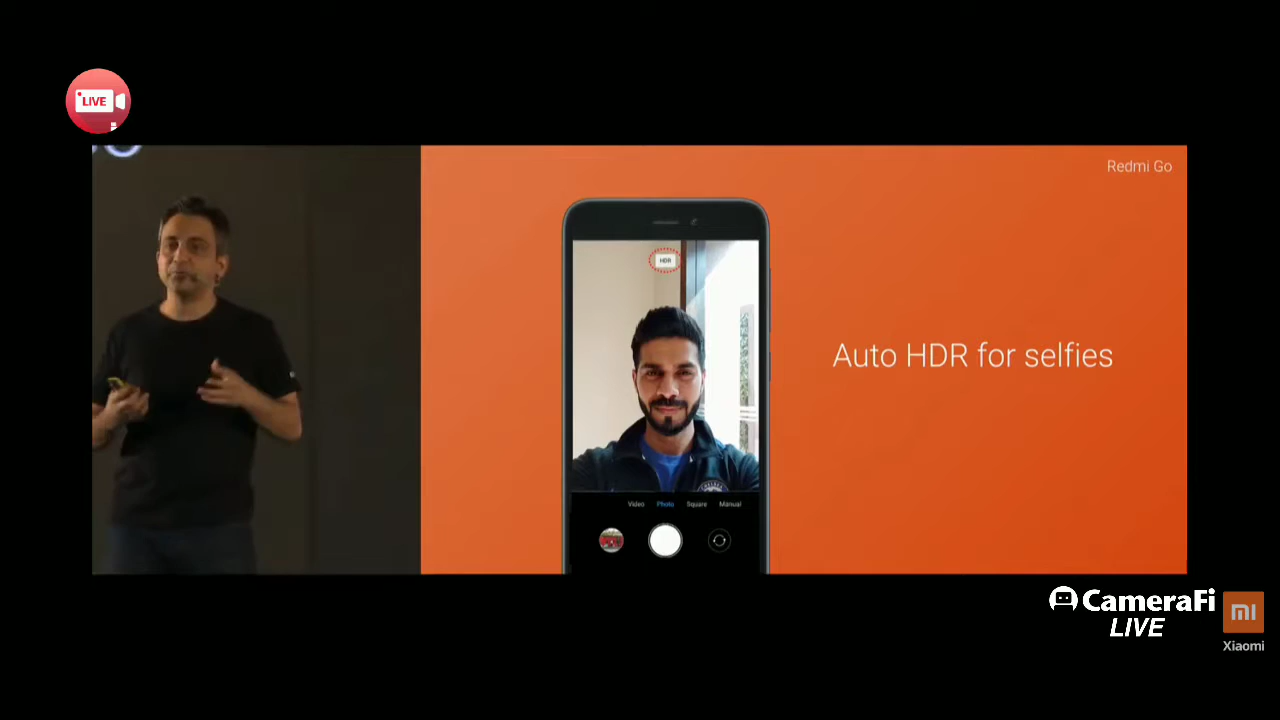 LIVE
Redmi Go
HDR
Auto HDR for selfies
Video Photo Square Manual
CameraFi
LIVE
mi
Xiaomi